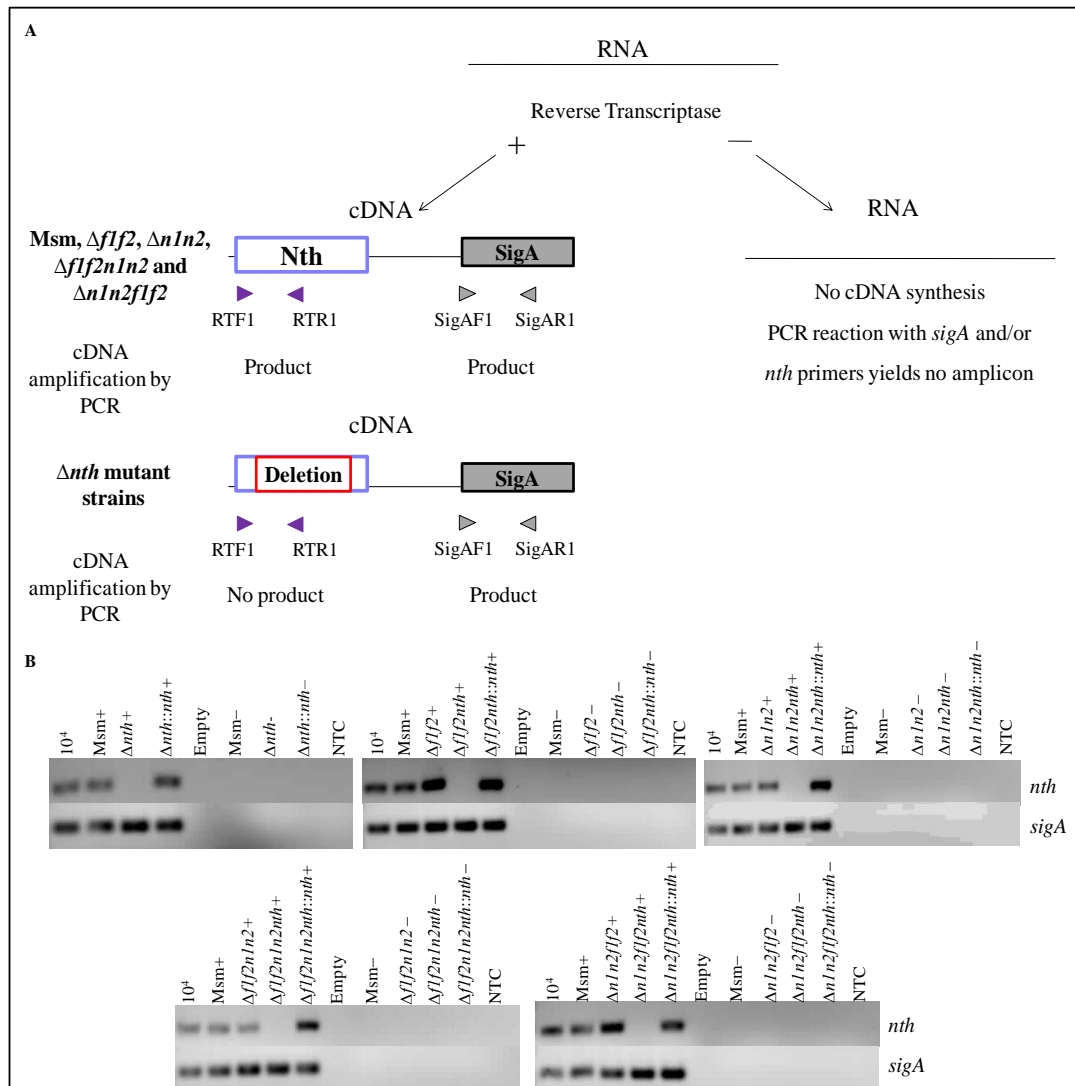 A
RNA
Reverse Transcriptase
+
—
cDNA
RNA
Msm, Δf1f2, Δn1n2,
Δf1f2n1n2 and
Δn1n2f1f2
Nth
SigA
RTF1 RTR1 SigAF1 SigAR1
No cDNA synthesis
PCR reaction with sigA and/or
nth primers yields no amplicon
cDNA
amplification by
PCR
Product Product
cDNA
Δnth mutant
strains
Deletion
SigA
RTF1 RTR1 SigAF1 SigAR1
cDNA
amplification by
PCR
No product Product
B
10⁴ Msm+ Δnth+ Δnth::nth+ Empty Msm– Δnth- Δnth::nth– NTC
10⁴ Msm+ Δf1f2+ Δf1f2nth+ Δf1f2nth::nth+ Empty Msm– Δf1f2– Δf1f2nth– Δf1f2nth::nth– NTC
10⁴ Msm+ Δn1n2+ Δn1n2nth+ Δn1n2nth::nth+ Empty Msm– Δn1n2– Δn1n2nth– Δn1n2nth::nth– NTC
nth
sigA
10⁴ Msm+ Δf1f2n1n2+ Δf1f2n1n2nth+ Δf1f2n1n2nth::nth+ Empty Msm– Δf1f2n1n2– Δf1f2n1n2nth– Δf1f2n1n2nth::nth– NTC
10⁴ Msm+ Δn1n2f1f2+ Δn1n2f1f2nth+ Δn1n2f1f2nth::nth+ Empty Msm– Δn1n2f1f2– Δn1n2f1f2nth– Δn1n2f1f2nth::nth– NTC
nth
sigA